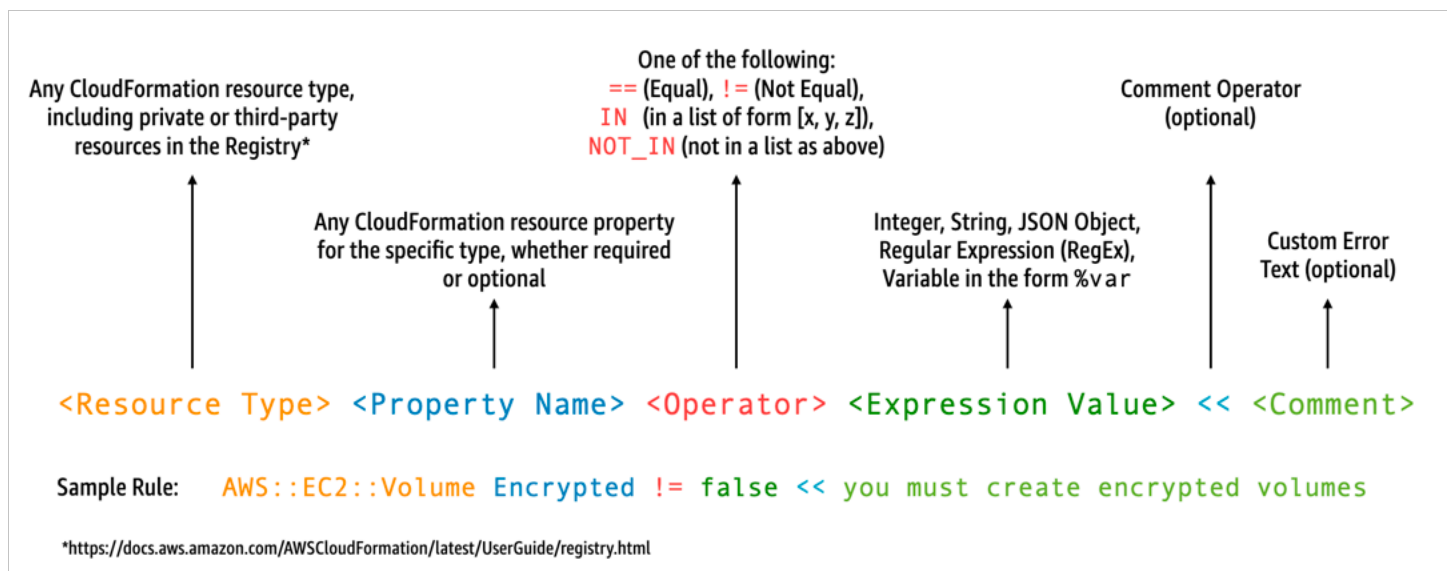 One of the following:
Any CloudFormation resource type,
including private or third-party
resources in the Registry*
== (Equal), != (Not Equal),
IN (in a list of form [x, y, z]),
NOT_IN (not in a list as above)
Comment Operator
(optional)
Any CloudFormation resource property
for the specific type, whether required
or optional
Integer, String, JSON Object,
Regular Expression (RegEx),
Variable in the form %var
Custom Error
Text (optional)
<Resource Type> <Property Name> <Operator> <Expression Value> << <Comment>
Sample Rule: AWS::EC2::Volume Encrypted != false << you must create encrypted volumes
*https://docs.aws.amazon.com/AWSCloudFormation/latest/UserGuide/registry.html